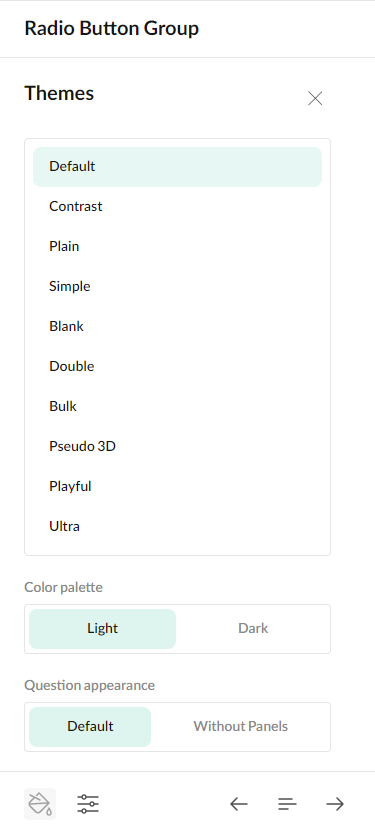 Radio Button Group
Themes
Default
Contrast
Plain
Simple
Blank
Double
Bulk
Pseudo 3D
Playful
Ultra
Color palette
Light Dark
Question appearance
Default Without Panels